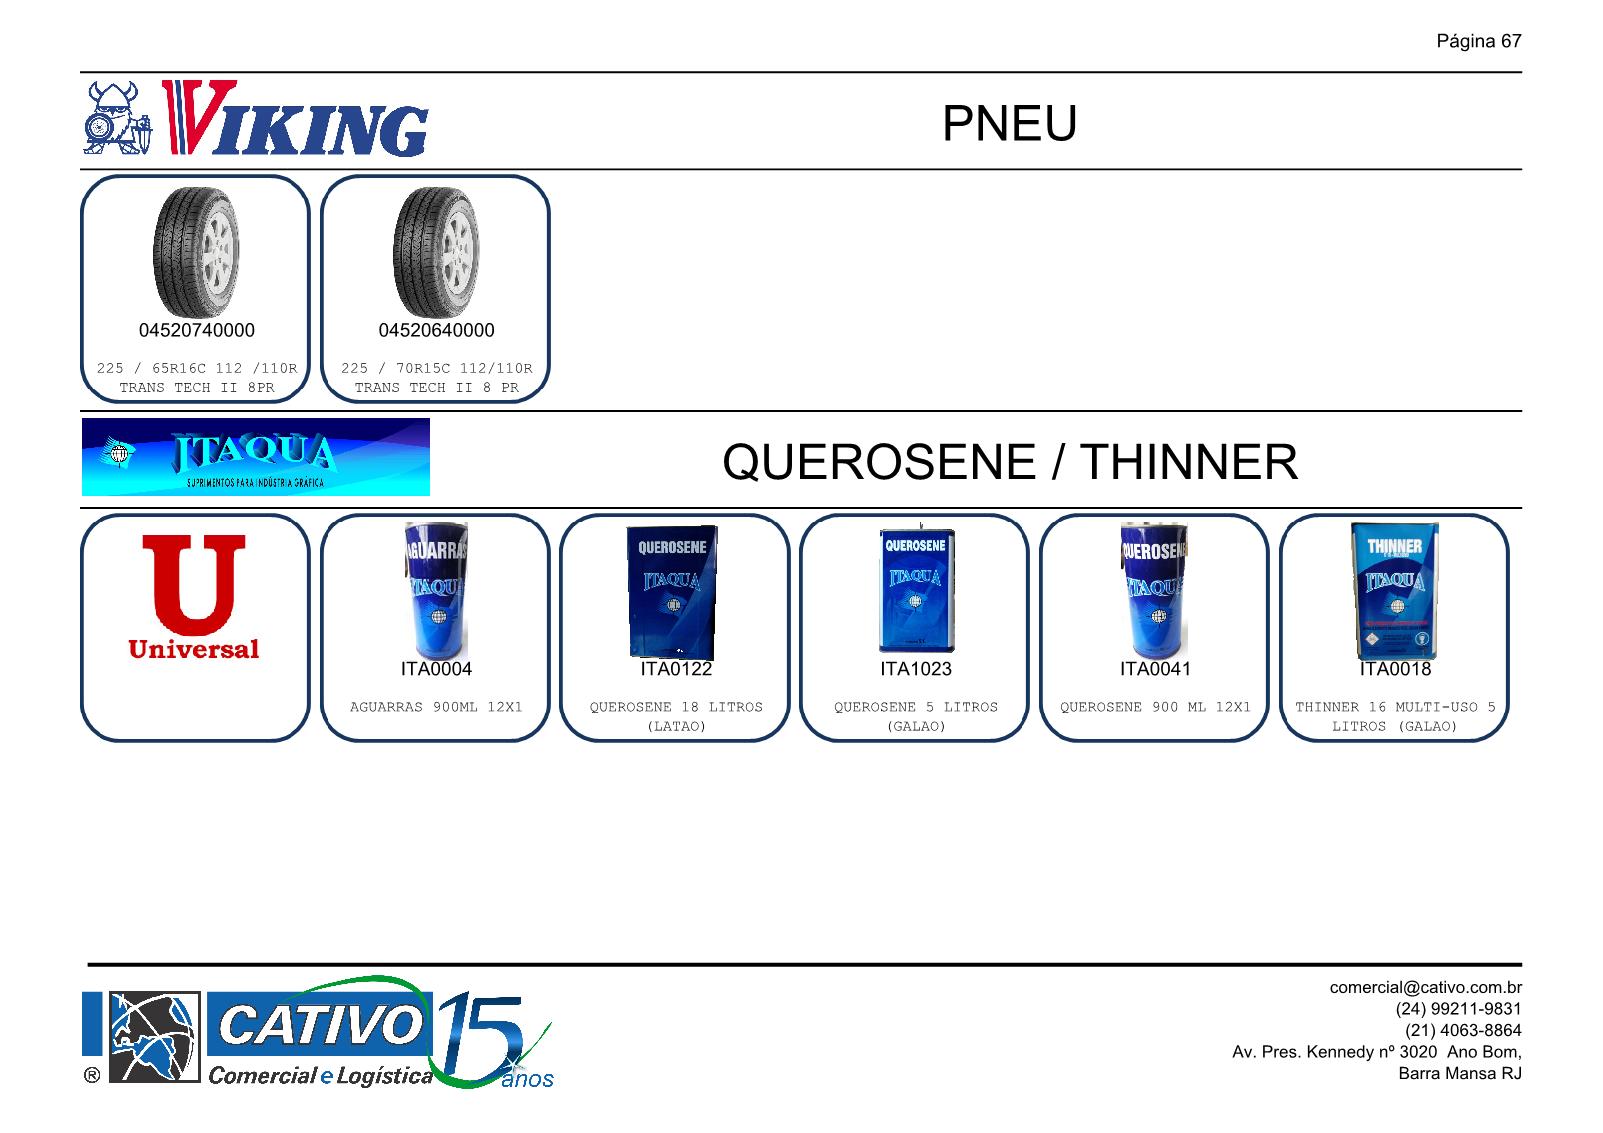 Página 67
VIKING
PNEU
04520740000
225 / 65R16C 112 /110R
TRANS TECH II 8PR
04520640000
225 / 70R15C 112/110R
TRANS TECH II 8 PR
ITAQUA
SUPRIMENTOS PARA INDÚSTRIA GRÁFICA
QUEROSENE / THINNER
U
Universal
AGUARRAS
ITAQUA
ITA0004
AGUARRAS 900ML 12X1
QUEROSENE
ITAQUA
ITA0122
QUEROSENE 18 LITROS
(LATAO)
QUEROSENE
ITAQUA
ITA1023
QUEROSENE 5 LITROS
(GALAO)
QUEROSENE
ITAQUA
ITA0041
QUEROSENE 900 ML 12X1
THINNER
ITAQUA
ITA0018
THINNER 16 MULTI-USO 5
LITROS (GALAO)
CATIVO 15
® Comercial e Logística anos
comercial@cativo.com.br
(24) 99211-9831
(21) 4063-8864
Av. Pres. Kennedy nº 3020  Ano Bom,
Barra Mansa RJ